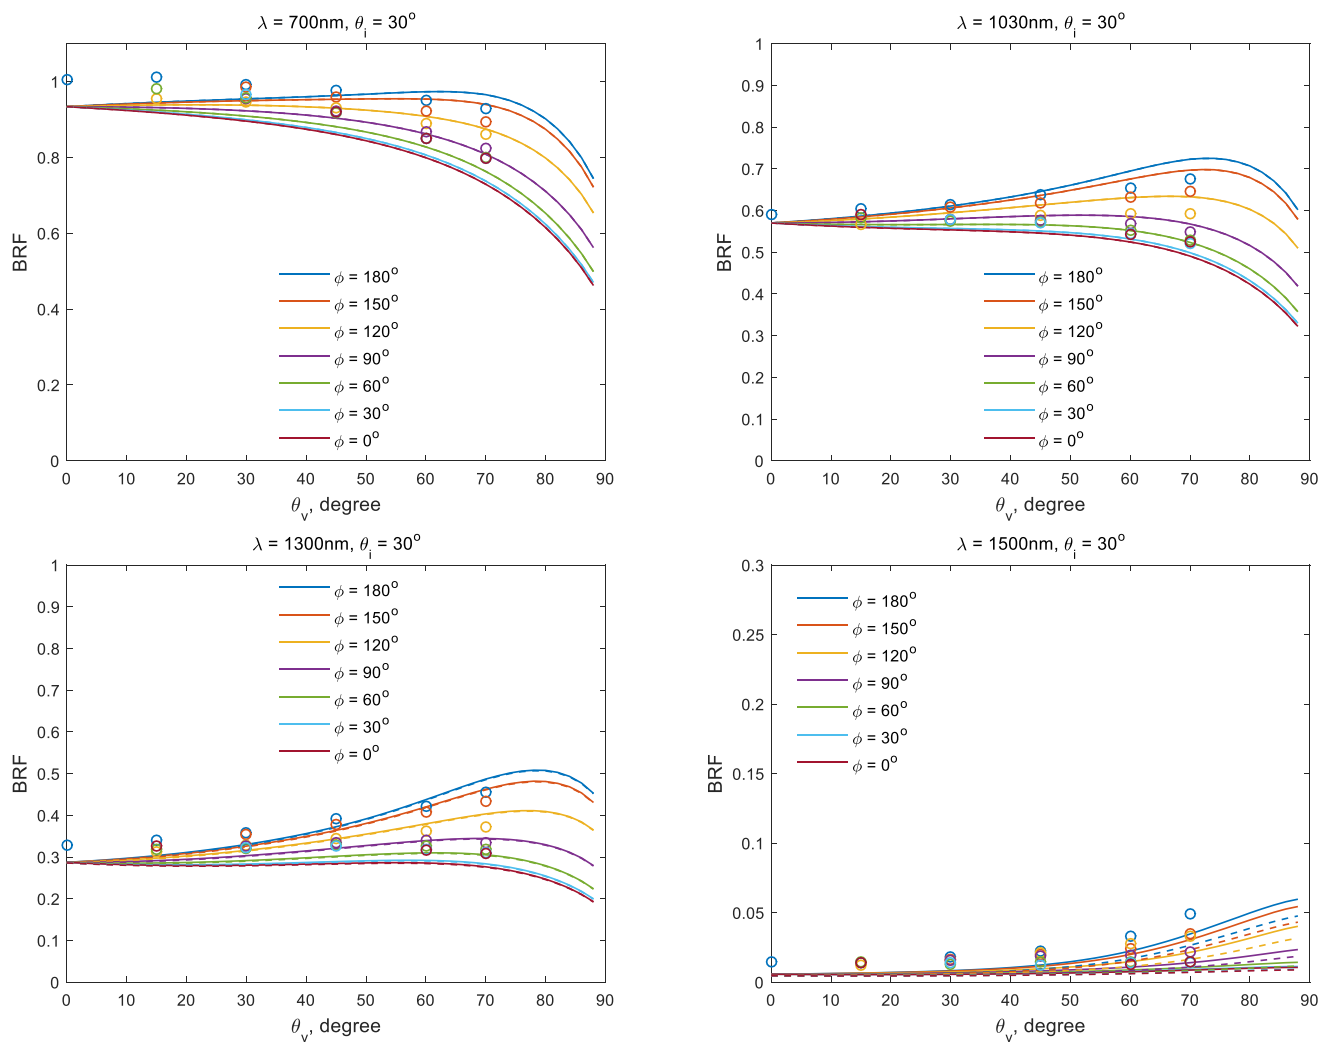 λ = 700nm, θi = 30°
1
0.8
0.6
0.4
0.2
0
BRF
ϕ = 180°
ϕ = 150°
ϕ = 120°
ϕ = 90°
ϕ = 60°
ϕ = 30°
ϕ = 0°
0 10 20 30 40 50 60 70 80 90
θv, degree
λ = 1030nm, θi = 30°
1
0.9
0.8
0.7
0.6
0.5
0.4
0.3
0.2
0.1
0
BRF
ϕ = 180°
ϕ = 150°
ϕ = 120°
ϕ = 90°
ϕ = 60°
ϕ = 30°
ϕ = 0°
0 10 20 30 40 50 60 70 80 90
θv, degree
λ = 1300nm, θi = 30°
1
0.9
0.8
0.7
0.6
0.5
0.4
0.3
0.2
0.1
0
BRF
ϕ = 180°
ϕ = 150°
ϕ = 120°
ϕ = 90°
ϕ = 60°
ϕ = 30°
ϕ = 0°
0 10 20 30 40 50 60 70 80 90
θv, degree
λ = 1500nm, θi = 30°
0.3
0.25
0.2
0.15
0.1
0.05
0
BRF
ϕ = 180°
ϕ = 150°
ϕ = 120°
ϕ = 90°
ϕ = 60°
ϕ = 30°
ϕ = 0°
0 10 20 30 40 50 60 70 80 90
θv, degree